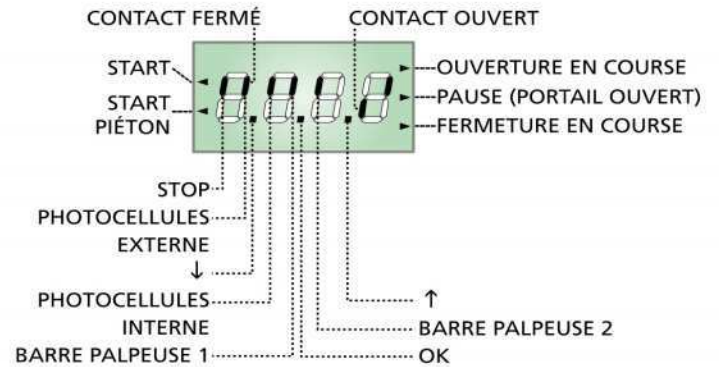 CONTACT FERMÉ
CONTACT OUVERT
START
START
PIÉTON
OUVERTURE EN COURSE
PAUSE (PORTAIL OUVERT)
FERMETURE EN COURSE
STOP
PHOTOCELLULES
EXTERNE
↓
PHOTOCELLULES
INTERNE
BARRE PALPEUSE 1
↑
BARRE PALPEUSE 2
OK